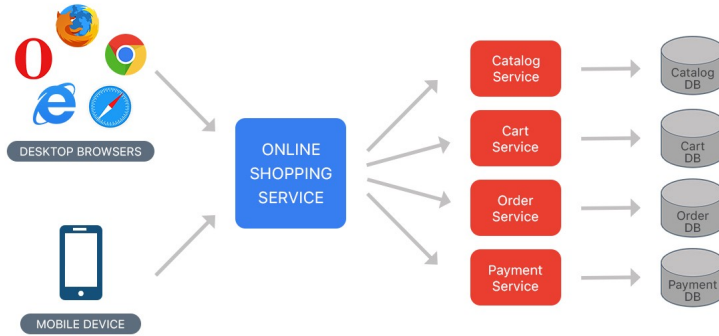 DESKTOP BROWSERS
MOBILE DEVICE
ONLINE
SHOPPING
SERVICE
Catalog
Service
Cart
Service
Order
Service
Payment
Service
Catalog
DB
Cart
DB
Order
DB
Payment
DB